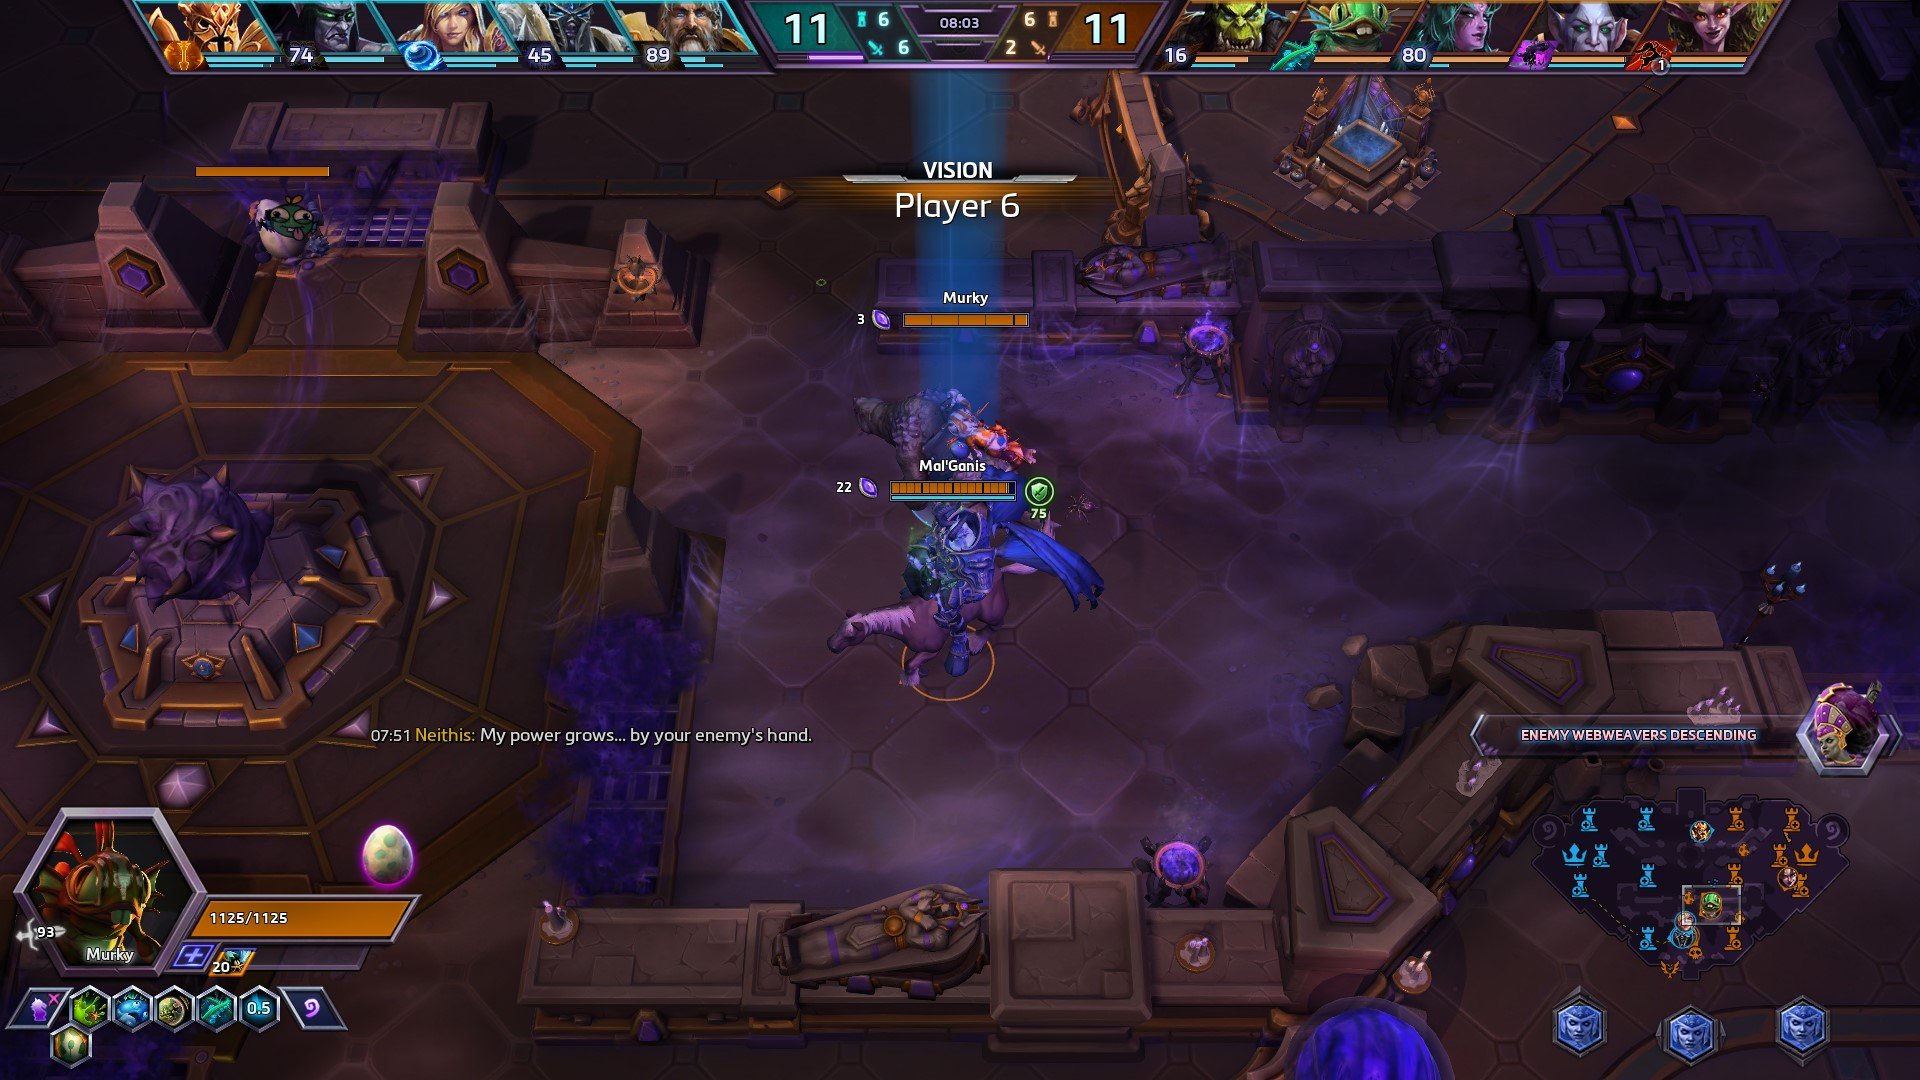 11 6 08:03 6 11
6 2
74 45 89 16 80 1
VISION
Player 6
Murky
3
Mal'Ganis
22
75
07:51 Neithis: My power grows... by your enemy's hand.
ENEMY WEBWEAVERS DESCENDING
1125/1125
93
Murky
20
0.5